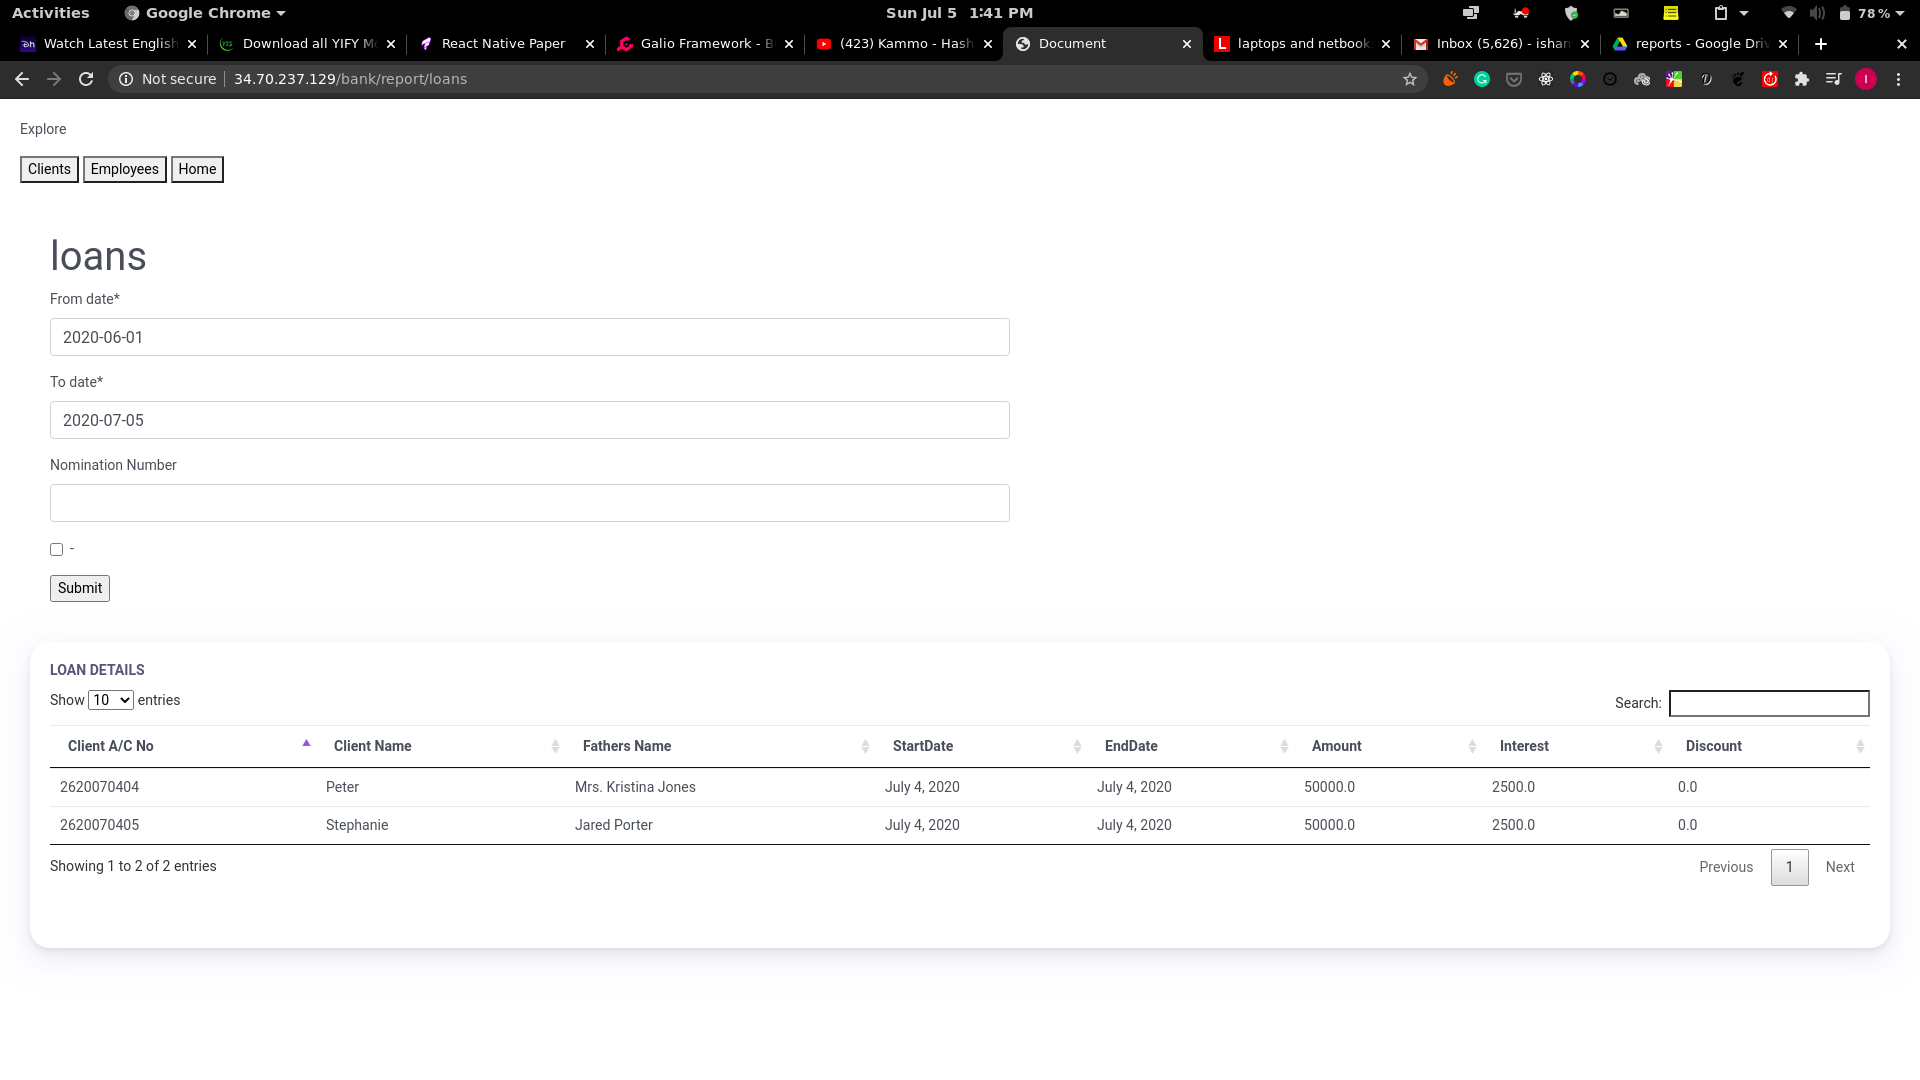 Activities Google Chrome Sun Jul 5 1:41 PM 78 %
Watch Latest English Download all YIFY Mo React Native Paper Galio Framework - B (423) Kammo - Hash Document laptops and netbook Inbox (5,626) - ishan reports - Google Driv
Not secure 34.70.237.129/bank/report/loans
Explore
Clients Employees Home
loans
From date*
2020-06-01
To date*
2020-07-05
Nomination Number
-
Submit
LOAN DETAILS
Show 10 entries Search:
Client A/C No Client Name Fathers Name StartDate EndDate Amount Interest Discount
2620070404 Peter Mrs. Kristina Jones July 4, 2020 July 4, 2020 50000.0 2500.0 0.0
2620070405 Stephanie Jared Porter July 4, 2020 July 4, 2020 50000.0 2500.0 0.0
Showing 1 to 2 of 2 entries Previous 1 Next